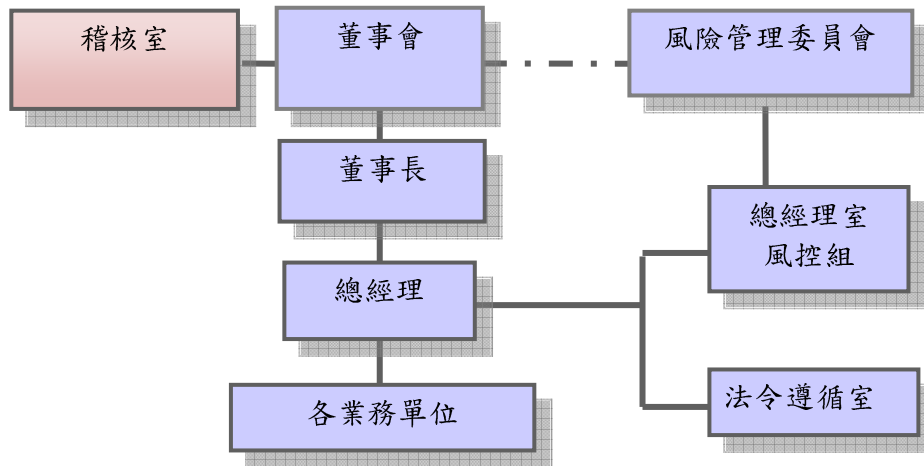 稽核室
董事會
風險管理委員會
董事長
總經理室
風控組
總經理
法令遵循室
各業務單位